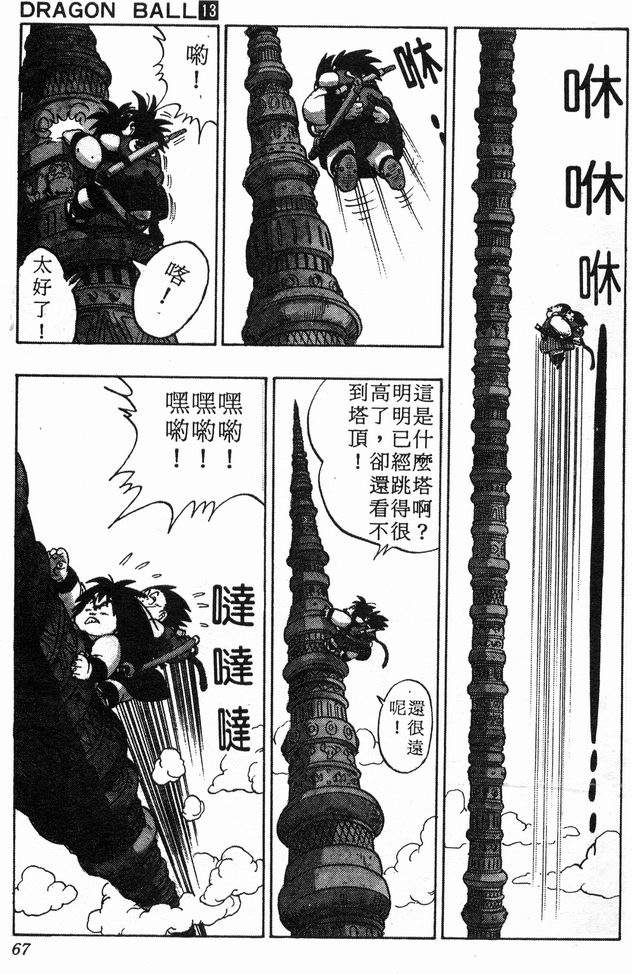 DRAGON BALL 13
咻
咻
咻
咻
喲！
喀！
太好了！
這是什麼塔啊？
明明已經跳得很
高了，卻還看不
到塔頂！
還很遠
呢！
嘿喲！
嘿喲！
嘿喲！
噠
噠
噠
67